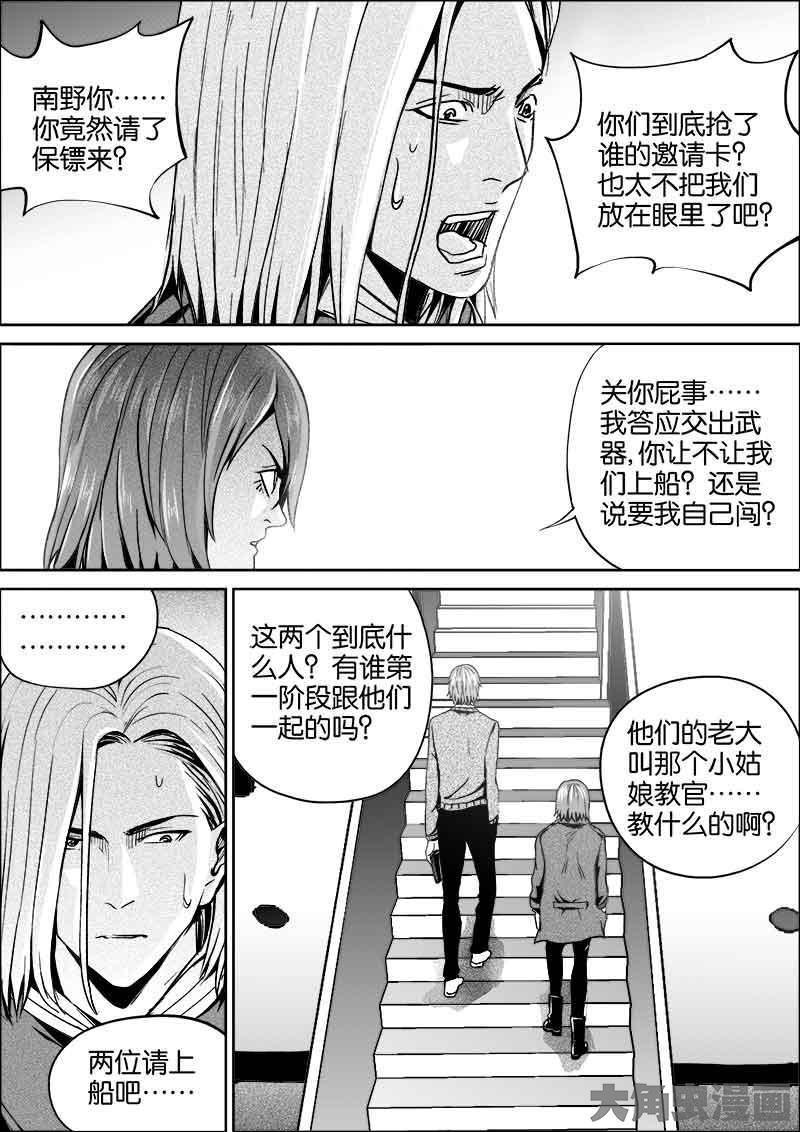 南野你……
你竟然请了
保镖来？
你们到底抢了
谁的邀请卡？
也太不把我们
放在眼里了吧？
关你屁事……
我答应交出武
器,你让不让我
们上船？还是
说要我自己闯？
…………
…………
这两个到底什
么人？有谁第
一阶段跟他们
一起的吗？
他们的老大
叫那个小姑
娘教官……
教什么的啊？
两位请上
船吧……
大角虫漫画